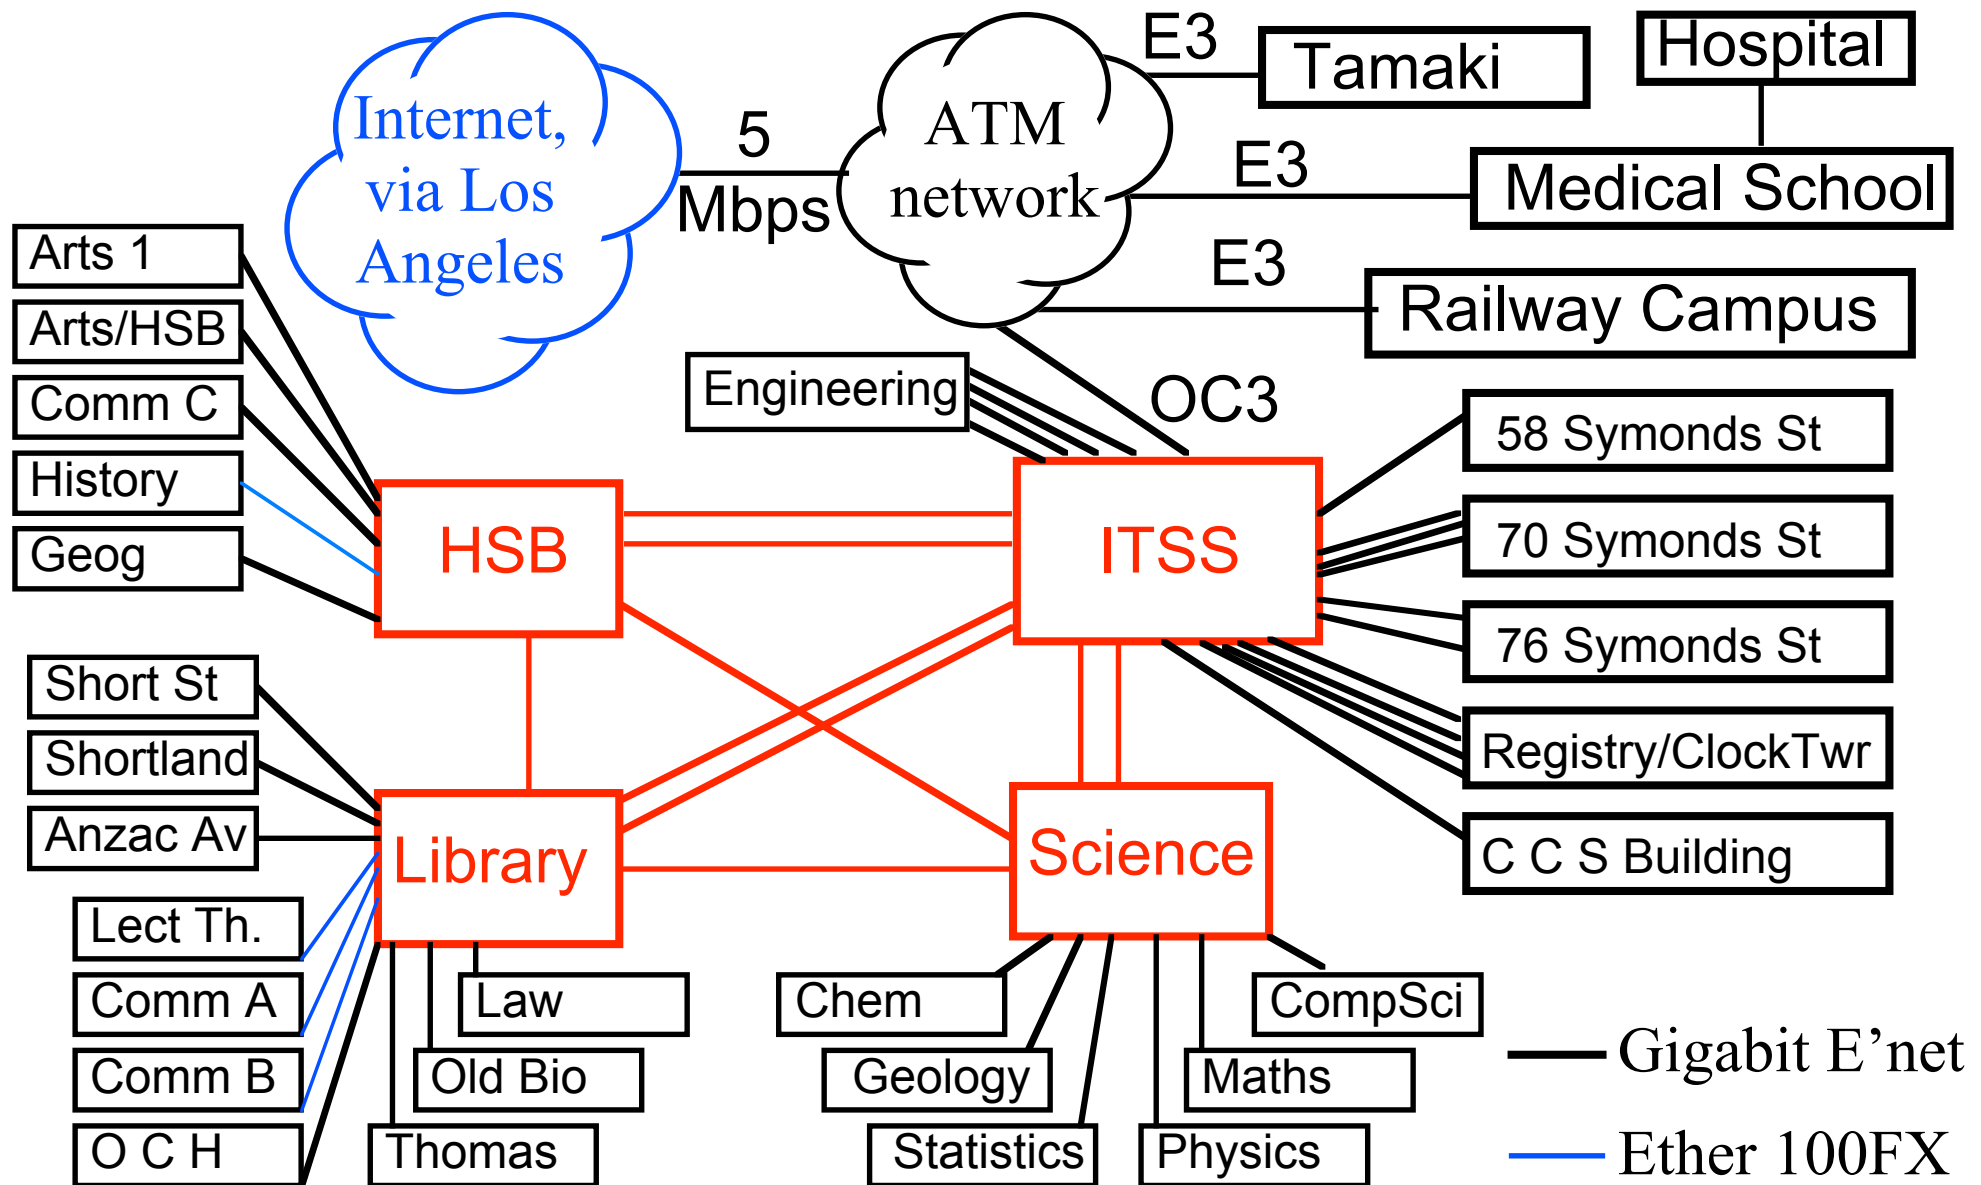 E3
Tamaki
Hospital
Internet,
via Los
Angeles
5
Mbps
ATM
network
E3
Medical School
E3
Railway Campus
Arts 1
Arts/HSB
Comm C
History
Geog
Engineering
OC3
58 Symonds St
70 Symonds St
76 Symonds St
Registry/ClockTwr
C C S Building
HSB
ITSS
Library
Science
Short St
Shortland
Anzac Av
Lect Th.
Comm A
Comm B
O C H
Law
Old Bio
Thomas
Chem
Geology
Statistics
CompSci
Maths
Physics
Gigabit E’net
Ether 100FX